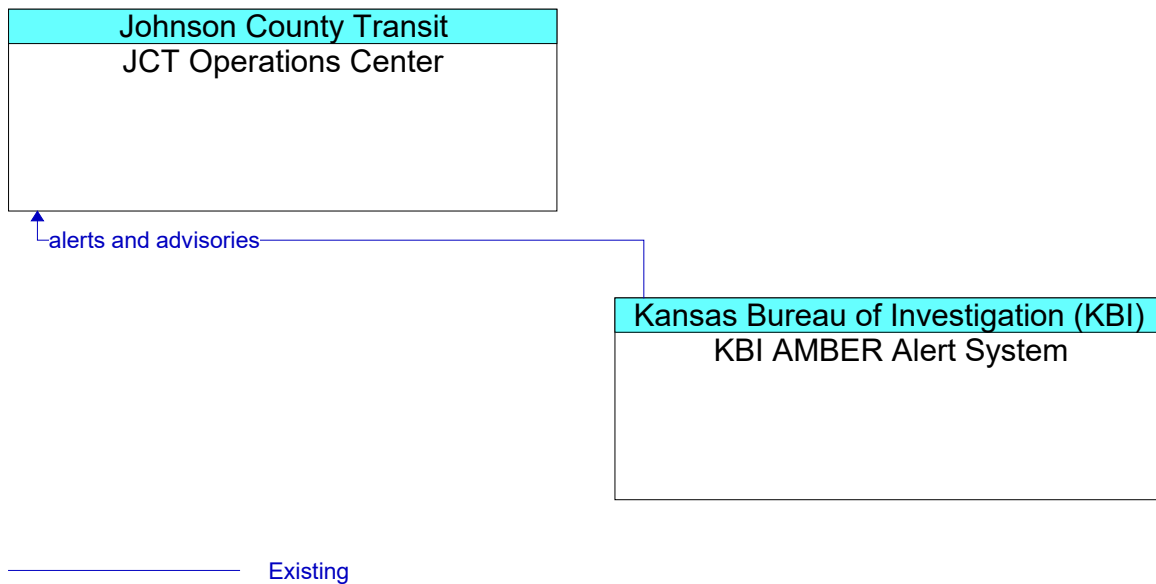 Johnson County Transit
JCT Operations Center
alerts and advisories
Kansas Bureau of Investigation (KBI)
KBI AMBER Alert System
Existing